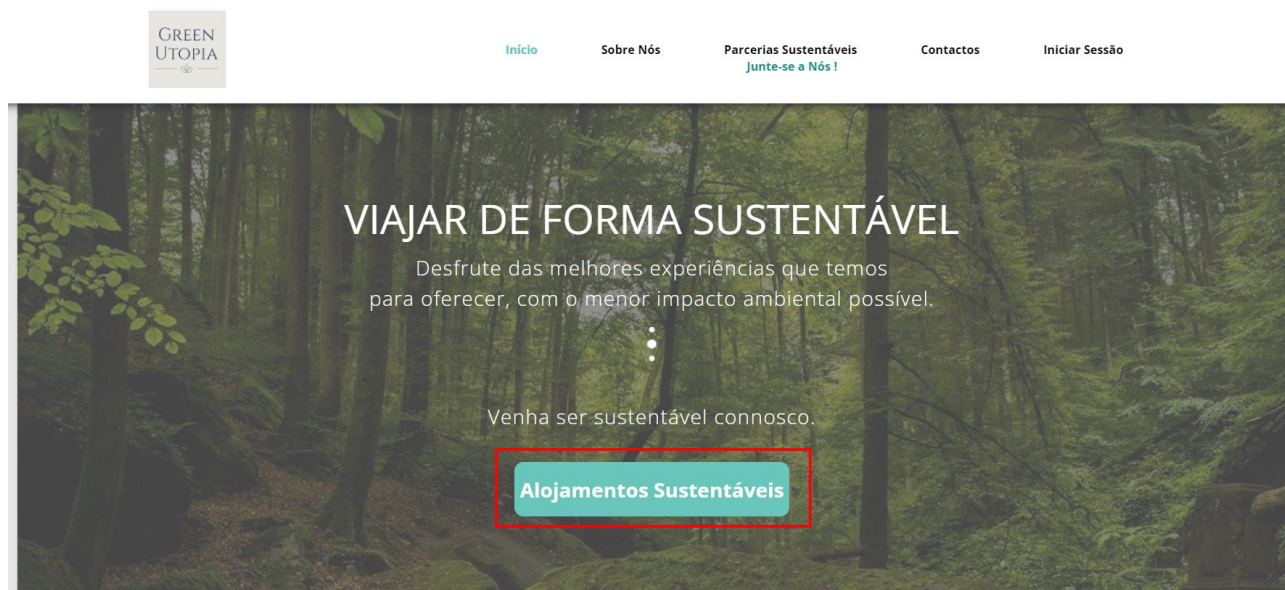 GREEN
UTOPIA
Início
Sobre Nós
Parcerias Sustentáveis
Junte-se a Nós !
Contactos
Iniciar Sessão
VIAJAR DE FORMA SUSTENTÁVEL
Desfrute das melhores experiências que temos
para oferecer, com o menor impacto ambiental possível.
Venha ser sustentável connosco.
Alojamentos Sustentáveis